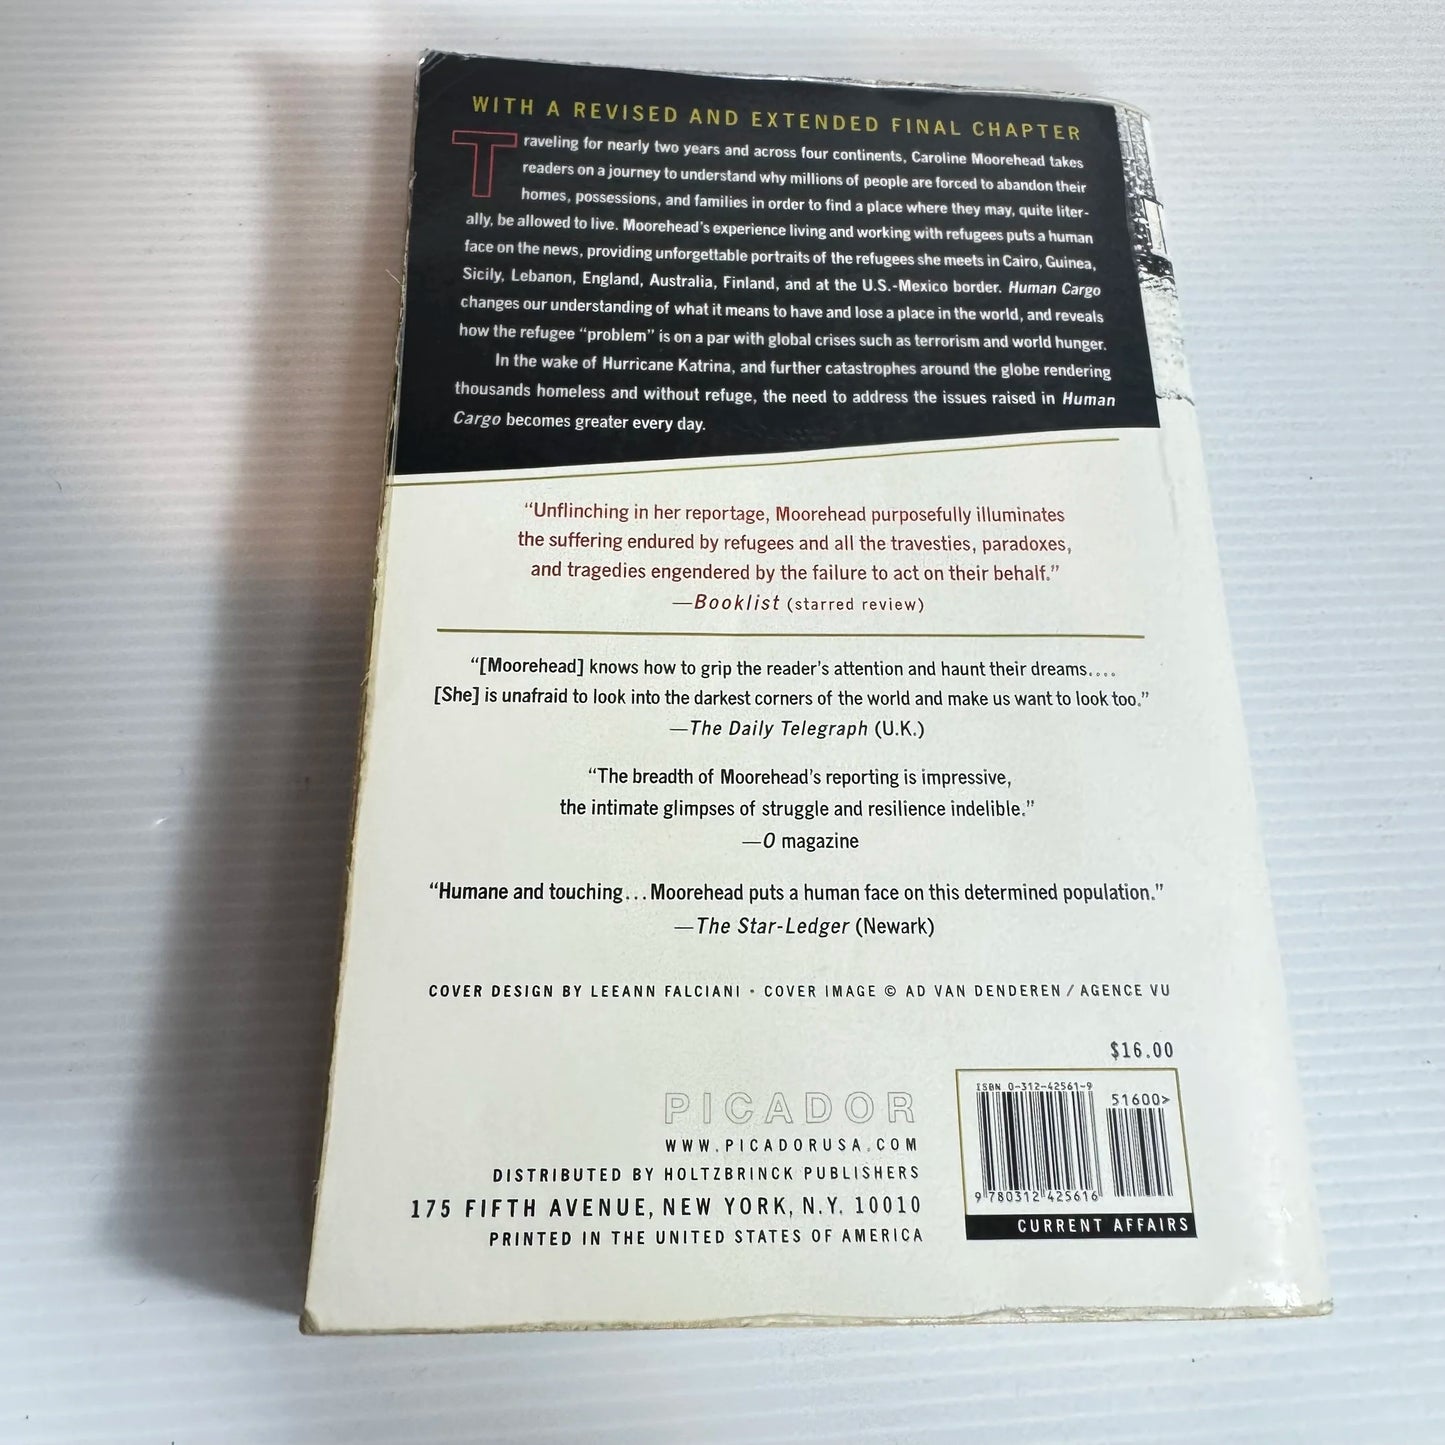 WITH A REVISED AND EXTENDED FINAL CHAPTER
Traveling for nearly two years and across four continents, Caroline Moorehead takes
readers on a journey to understand why millions of people are forced to abandon their
homes, possessions, and families in order to find a place where they may, quite liter-
ally, be allowed to live. Moorehead's experience living and working with refugees puts a human
face on the news, providing unforgettable portraits of the refugees she meets in Cairo, Guinea,
Sicily, Lebanon, England, Australia, Finland, and at the U.S.-Mexico border. Human Cargo
changes our understanding of what it means to have and lose a place in the world, and reveals
how the refugee "problem" is on a par with global crises such as terrorism and world hunger.
In the wake of Hurricane Katrina, and further catastrophes around the globe rendering
thousands homeless and without refuge, the need to address the issues raised in Human
Cargo becomes greater every day.
"Unflinching in her reportage, Moorehead purposefully illuminates
the suffering endured by refugees and all the travesties, paradoxes,
and tragedies engendered by the failure to act on their behalf."
—Booklist (starred review)
"[Moorehead] knows how to grip the reader's attention and haunt their dreams....
[She] is unafraid to look into the darkest corners of the world and make us want to look too."
—The Daily Telegraph (U.K.)
"The breadth of Moorehead's reporting is impressive,
the intimate glimpses of struggle and resilience indelible."
—O magazine
"Humane and touching...Moorehead puts a human face on this determined population."
—The Star-Ledger (Newark)
COVER DESIGN BY LEEANN FALCIANI • COVER IMAGE © AD VAN DENDEREN / AGENCE VU
$16.00
ISBN 0-312-42561-9
51600>
9 780312 425616
CURRENT AFFAIRS
PICADOR
WWW.PICADORUSA.COM
DISTRIBUTED BY HOLTZBRINCK PUBLISHERS
175 FIFTH AVENUE, NEW YORK, N.Y. 10010
PRINTED IN THE UNITED STATES OF AMERICA